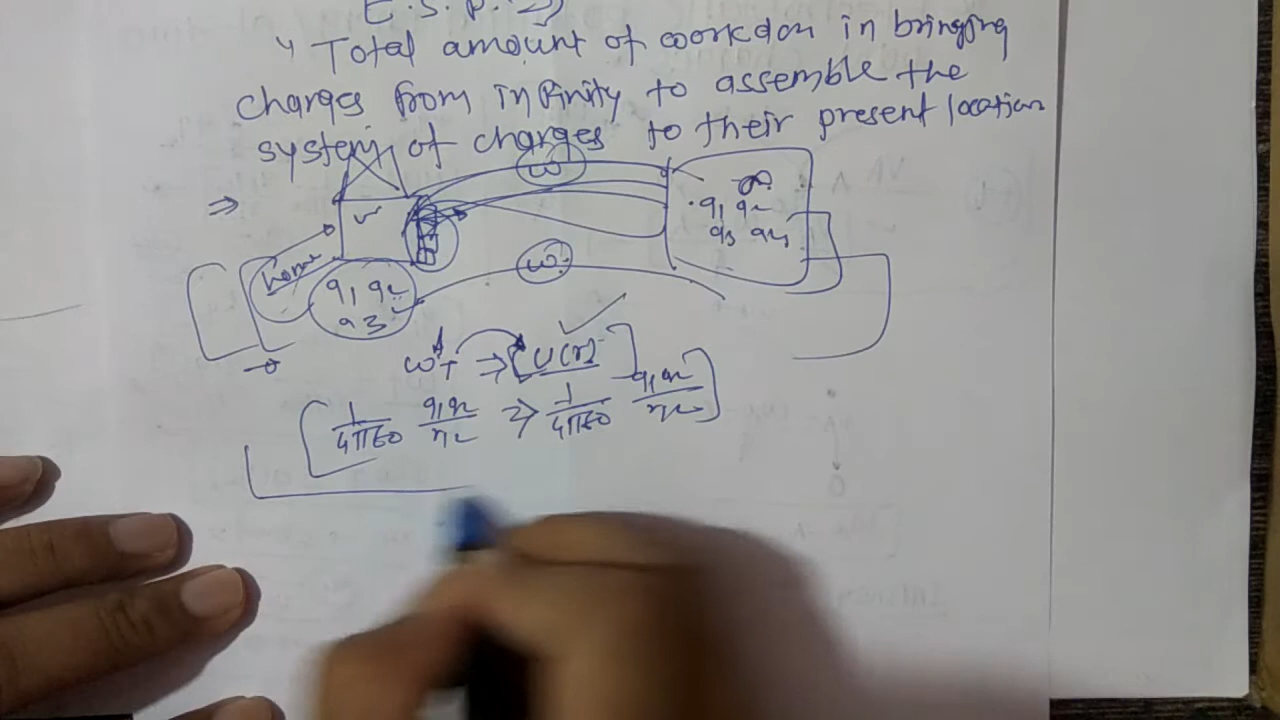 E.S.P. ⇒
↳ Total amount of workdon in bringing
charges from infinity to assemble the
system of charges to their present location
w
⇒
∞
q1 q2
q3 q4
home
w
q1 q2
q3
w T ⇒ [U(r)]
[1/4πε0 q1q2/r2 ⇒ 1/4πε0 q1q2/r2]